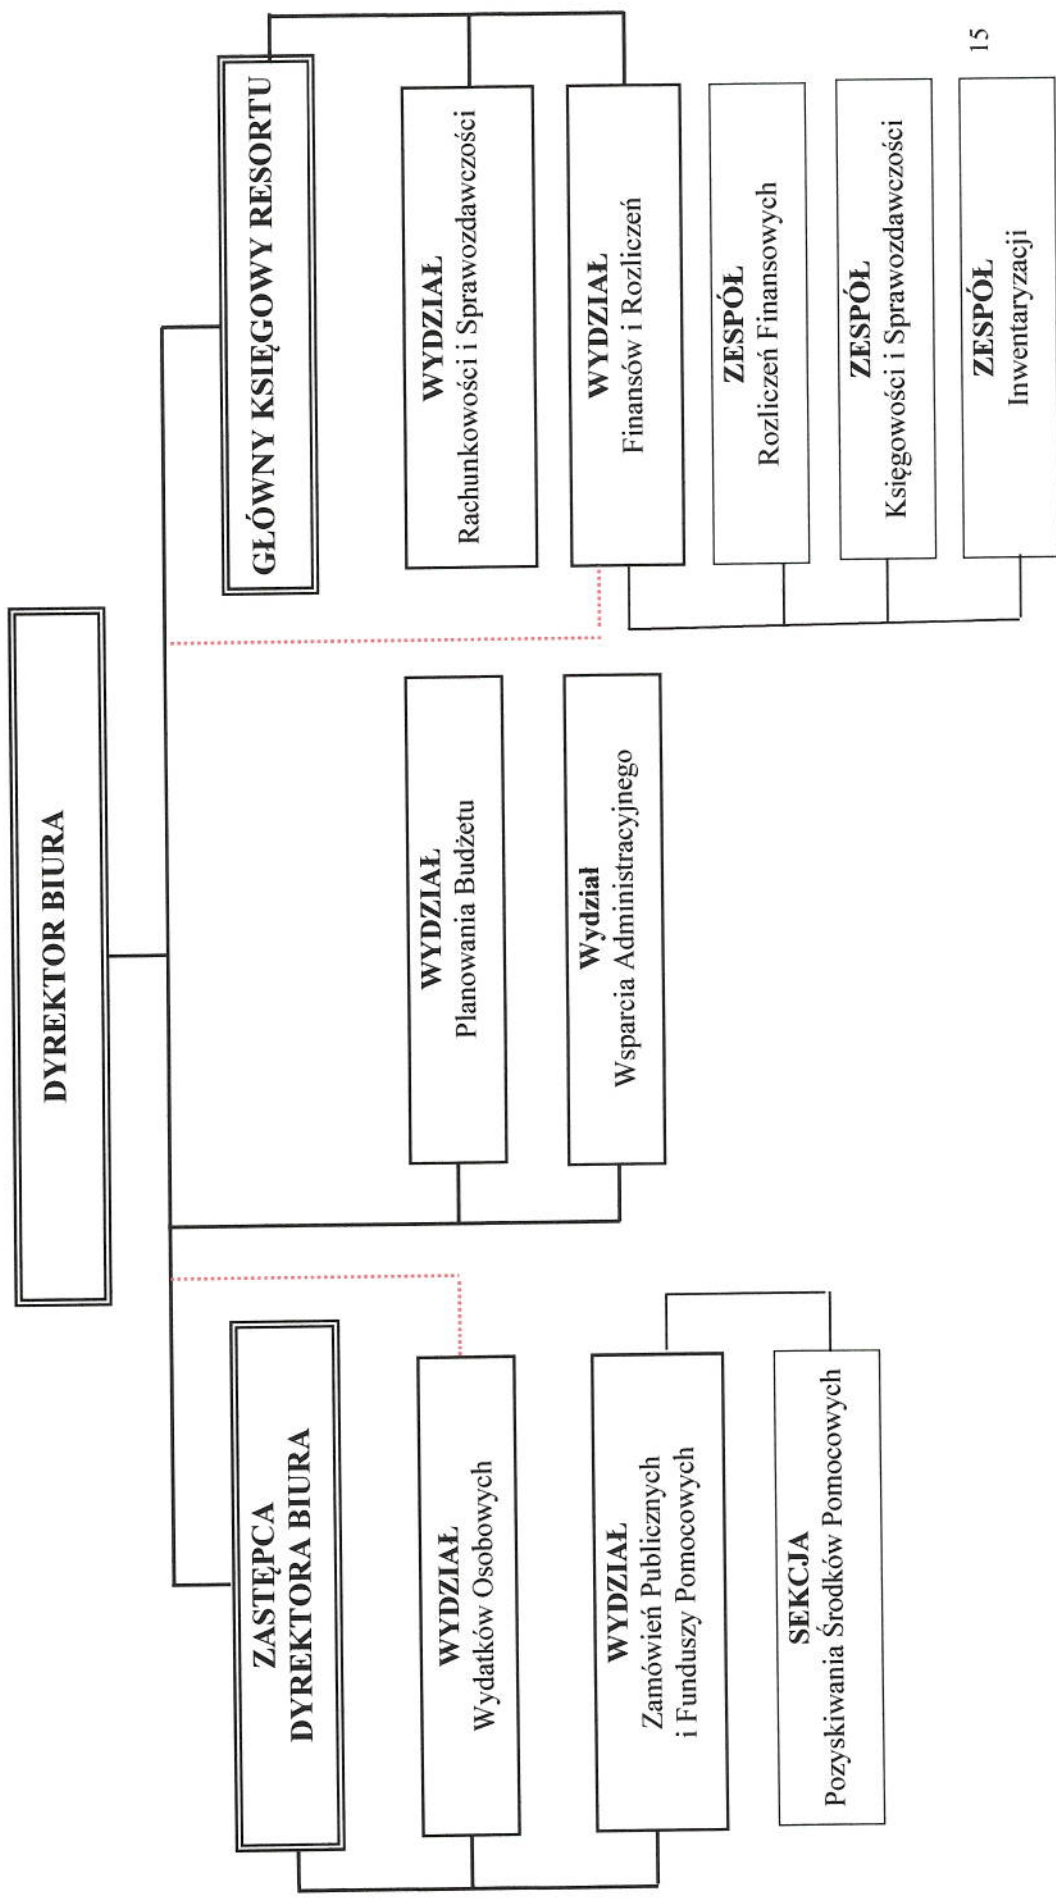 DYREKTOR BIURA
ZASTĘPCA
DYREKTORA BIURA
WYDZIAŁ
Wydatków Osobowych
WYDZIAŁ
Zamówień Publicznych
i Funduszy Pomocowych
SEKCJA
Pozyskiwania Środków Pomocowych
WYDZIAŁ
Planowania Budżetu
Wydział
Wsparcia Administracyjnego
GŁÓWNY KSIĘGOWY RESORTU
WYDZIAŁ
Rachunkowości i Sprawozdawczości
WYDZIAŁ
Finansów i Rozliczeń
ZESPÓŁ
Rozliczeń Finansowych
ZESPÓŁ
Księgowości i Sprawozdawczości
ZESPÓŁ
Inwentaryzacji
15